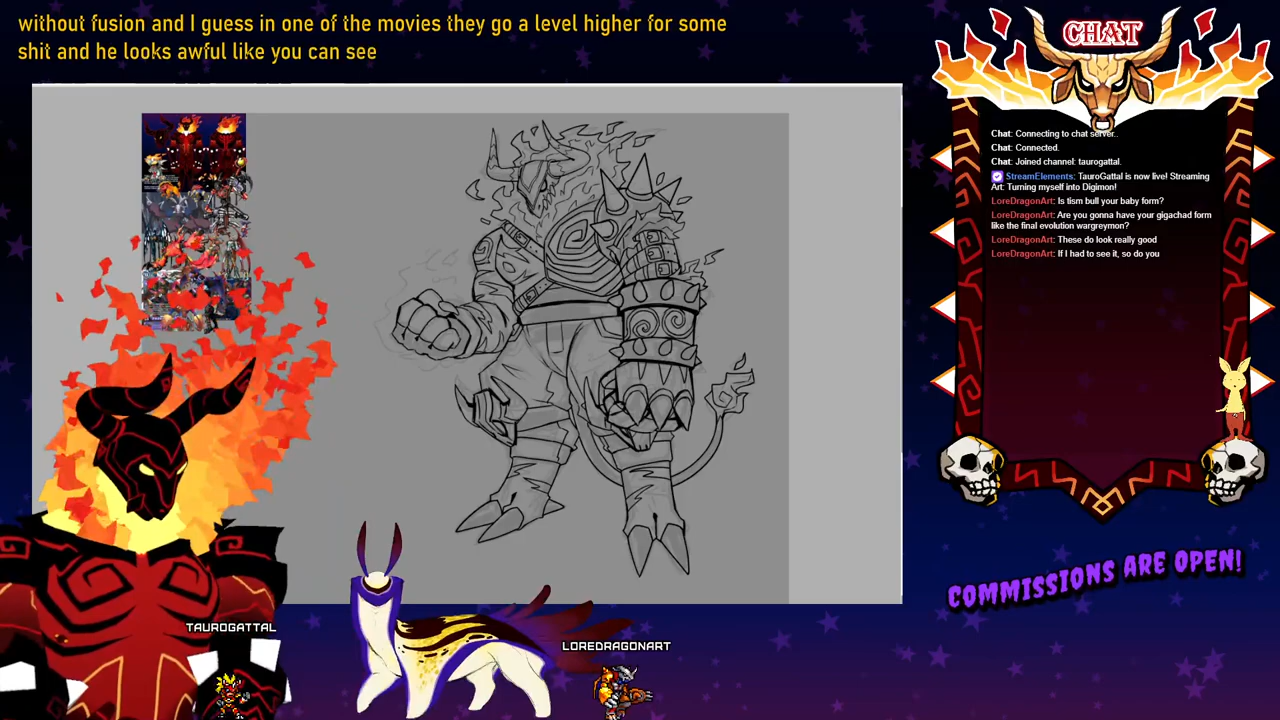 without fusion and I guess in one of the movies they go a level higher for some
shit and he looks awful like you can see
CHAT
Chat: Connecting to chat server..
Chat: Connected.
Chat: Joined channel: taurogattal.
StreamElements: TauroGattal is now live! Streaming
Art: Turning myself into Digimon!
LoreDragonArt: Is tism bull your baby form?
LoreDragonArt: Are you gonna have your gigachad form
like the final evolution wargreymon?
LoreDragonArt: These do look really good
LoreDragonArt: If I had to see it, so do you
COMMISSIONS ARE OPEN!
TAUROGATTAL
LOREDRAGONART